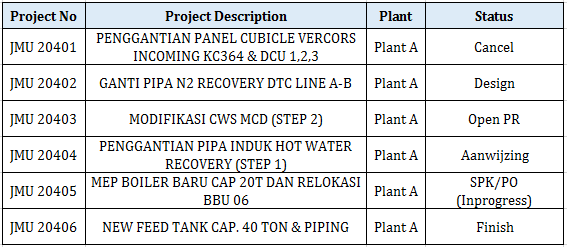 Project No Project Description Plant Status
JMU 20401 PENGGANTIAN PANEL CUBICLE VERCORS INCOMING KC364 & DCU 1,2,3 Plant A Cancel
JMU 20402 GANTI PIPA N2 RECOVERY DTC LINE A-B Plant A Design
JMU 20403 MODIFIKASI CWS MCD (STEP 2) Plant A Open PR
JMU 20404 PENGGANTIAN PIPA INDUK HOT WATER RECOVERY (STEP 1) Plant A Aanwijzing
JMU 20405 MEP BOILER BARU CAP 20T DAN RELOKASI BBU 06 Plant A SPK/PO (Inprogress)
JMU 20406 NEW FEED TANK CAP. 40 TON & PIPING Plant A Finish